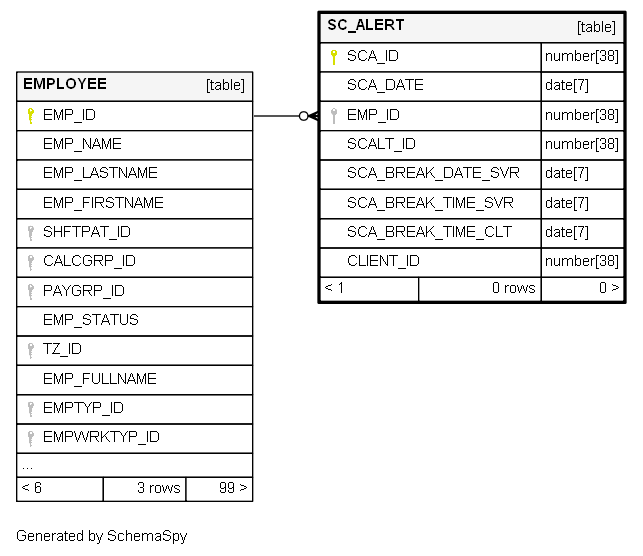 SC_ALERT [table]
SCA_ID number[38]
SCA_DATE date[7]
EMP_ID number[38]
SCALT_ID number[38]
SCA_BREAK_DATE_SVR date[7]
SCA_BREAK_TIME_SVR date[7]
SCA_BREAK_TIME_CLT date[7]
CLIENT_ID number[38]
< 1 0 rows 0 >
EMPLOYEE [table]
EMP_ID
EMP_NAME
EMP_LASTNAME
EMP_FIRSTNAME
SHFTPAT_ID
CALCGRP_ID
PAYGRP_ID
EMP_STATUS
TZ_ID
EMP_FULLNAME
EMPTYP_ID
EMPWRKTYP_ID
...
< 6 3 rows 99 >
Generated by SchemaSpy